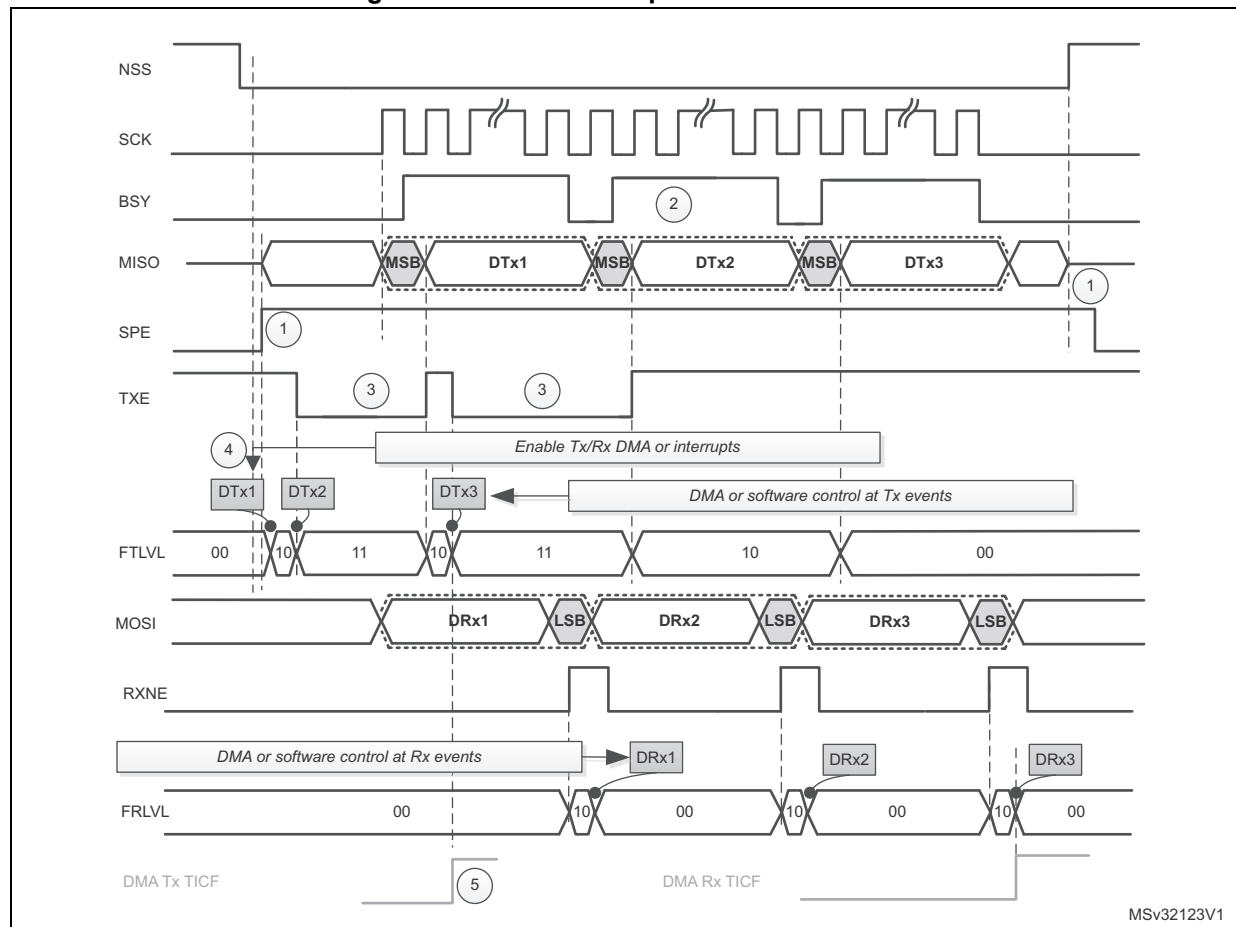 NSS
SCK
BSY
2
MISO
MSB
DTx1
MSB
DTx2
MSB
DTx3
1
SPE
1
TXE
3
3
4
Enable Tx/Rx DMA or interrupts
DTx1
DTx2
DTx3
DMA or software control at Tx events
FTLVL
00
10
11
10
11
10
00
MOSI
DRx1
LSB
DRx2
LSB
DRx3
LSB
RXNE
DMA or software control at Rx events
DRx1
DRx2
DRx3
FRLVL
00
10
00
10
00
10
00
DMA Tx TICF
5
DMA Rx TICF
MSv32123V1